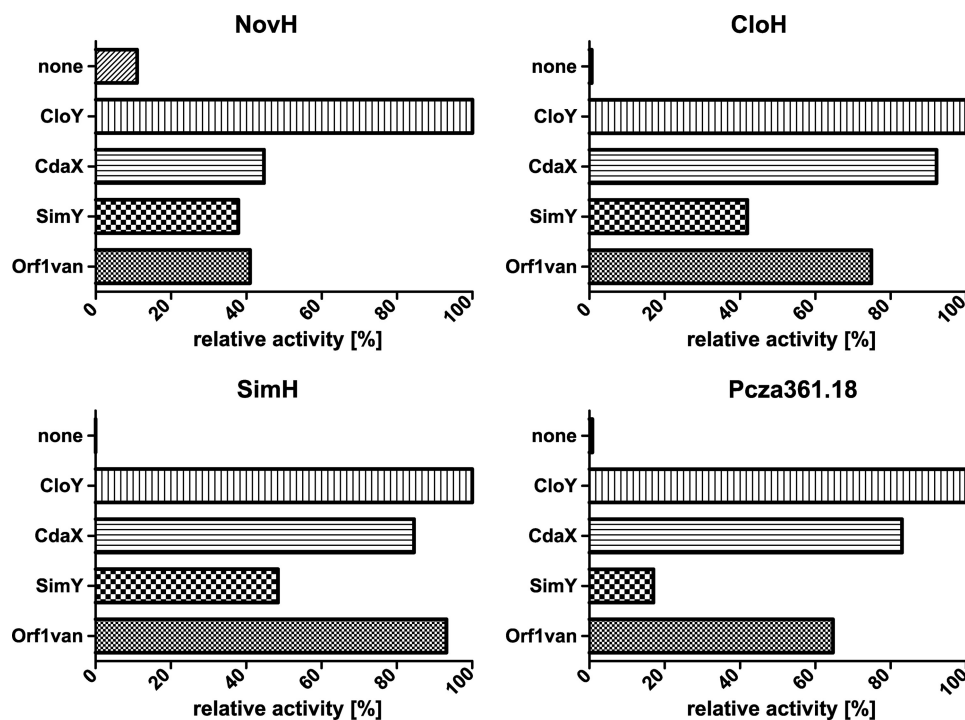 NovH
none
CloY
CdaX
SimY
Orf1van
0 20 40 60 80 100
relative activity [%]
CloH
none
CloY
CdaX
SimY
Orf1van
0 20 40 60 80 100
relative activity [%]
SimH
none
CloY
CdaX
SimY
Orf1van
0 20 40 60 80 100
relative activity [%]
Pcza361.18
none
CloY
CdaX
SimY
Orf1van
0 20 40 60 80 100
relative activity [%]